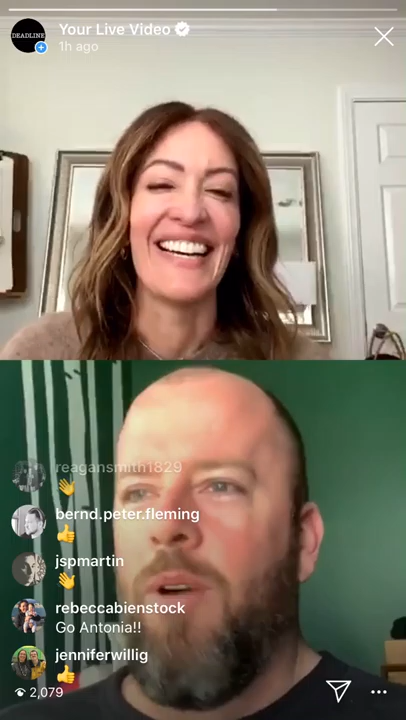 DEADLINE
Your Live Video
1h ago
reagansmith1829
👋
bernd.peter.fleming
👍
jspmartin
👋
rebeccabienstock
Go Antonia!!
jenniferwillig
👍
2,079